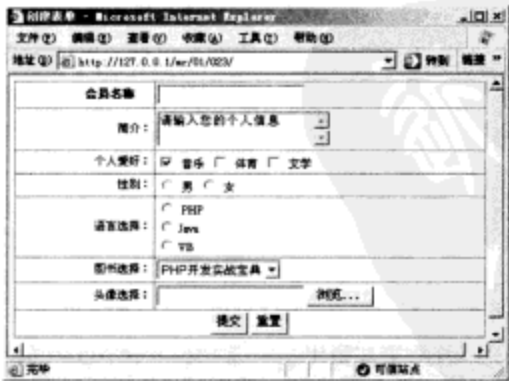 创建表单 - Microsoft Internet Explorer
文件(F) 编辑(E) 查看(V) 收藏(A) 工具(T) 帮助(H)
地址(D) http://127.0.0.1/mr/01/023/ 转到 链接 »
会员名称
简介： 请输入您的个人信息
个人爱好： 音乐 体育 文学
性别： 男 女
语言选择： PHP
Java
VB
图书选择： PHP开发实战宝典
头像选择： 浏览...
提交 重置
完毕 可信站点